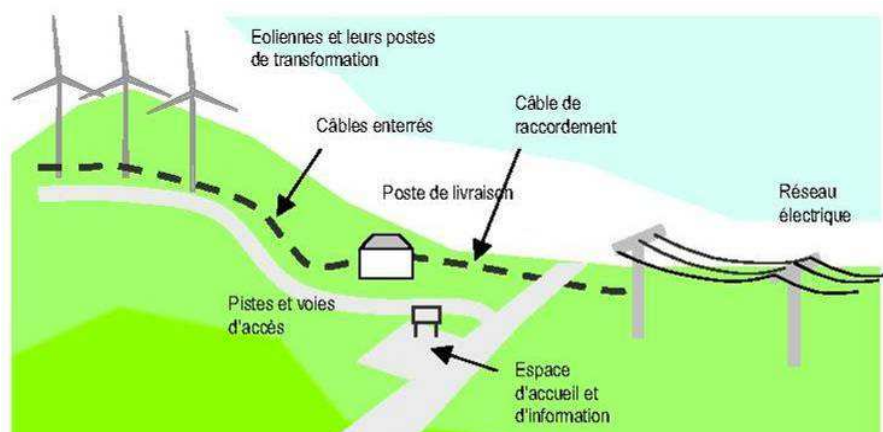 Eoliennes et leurs postes
de transformation
Câbles enterrés
Câble de
raccordement
Poste de livraison
Réseau
électrique
Pistes et voies
d'accès
Espace
d'accueil et
d'information